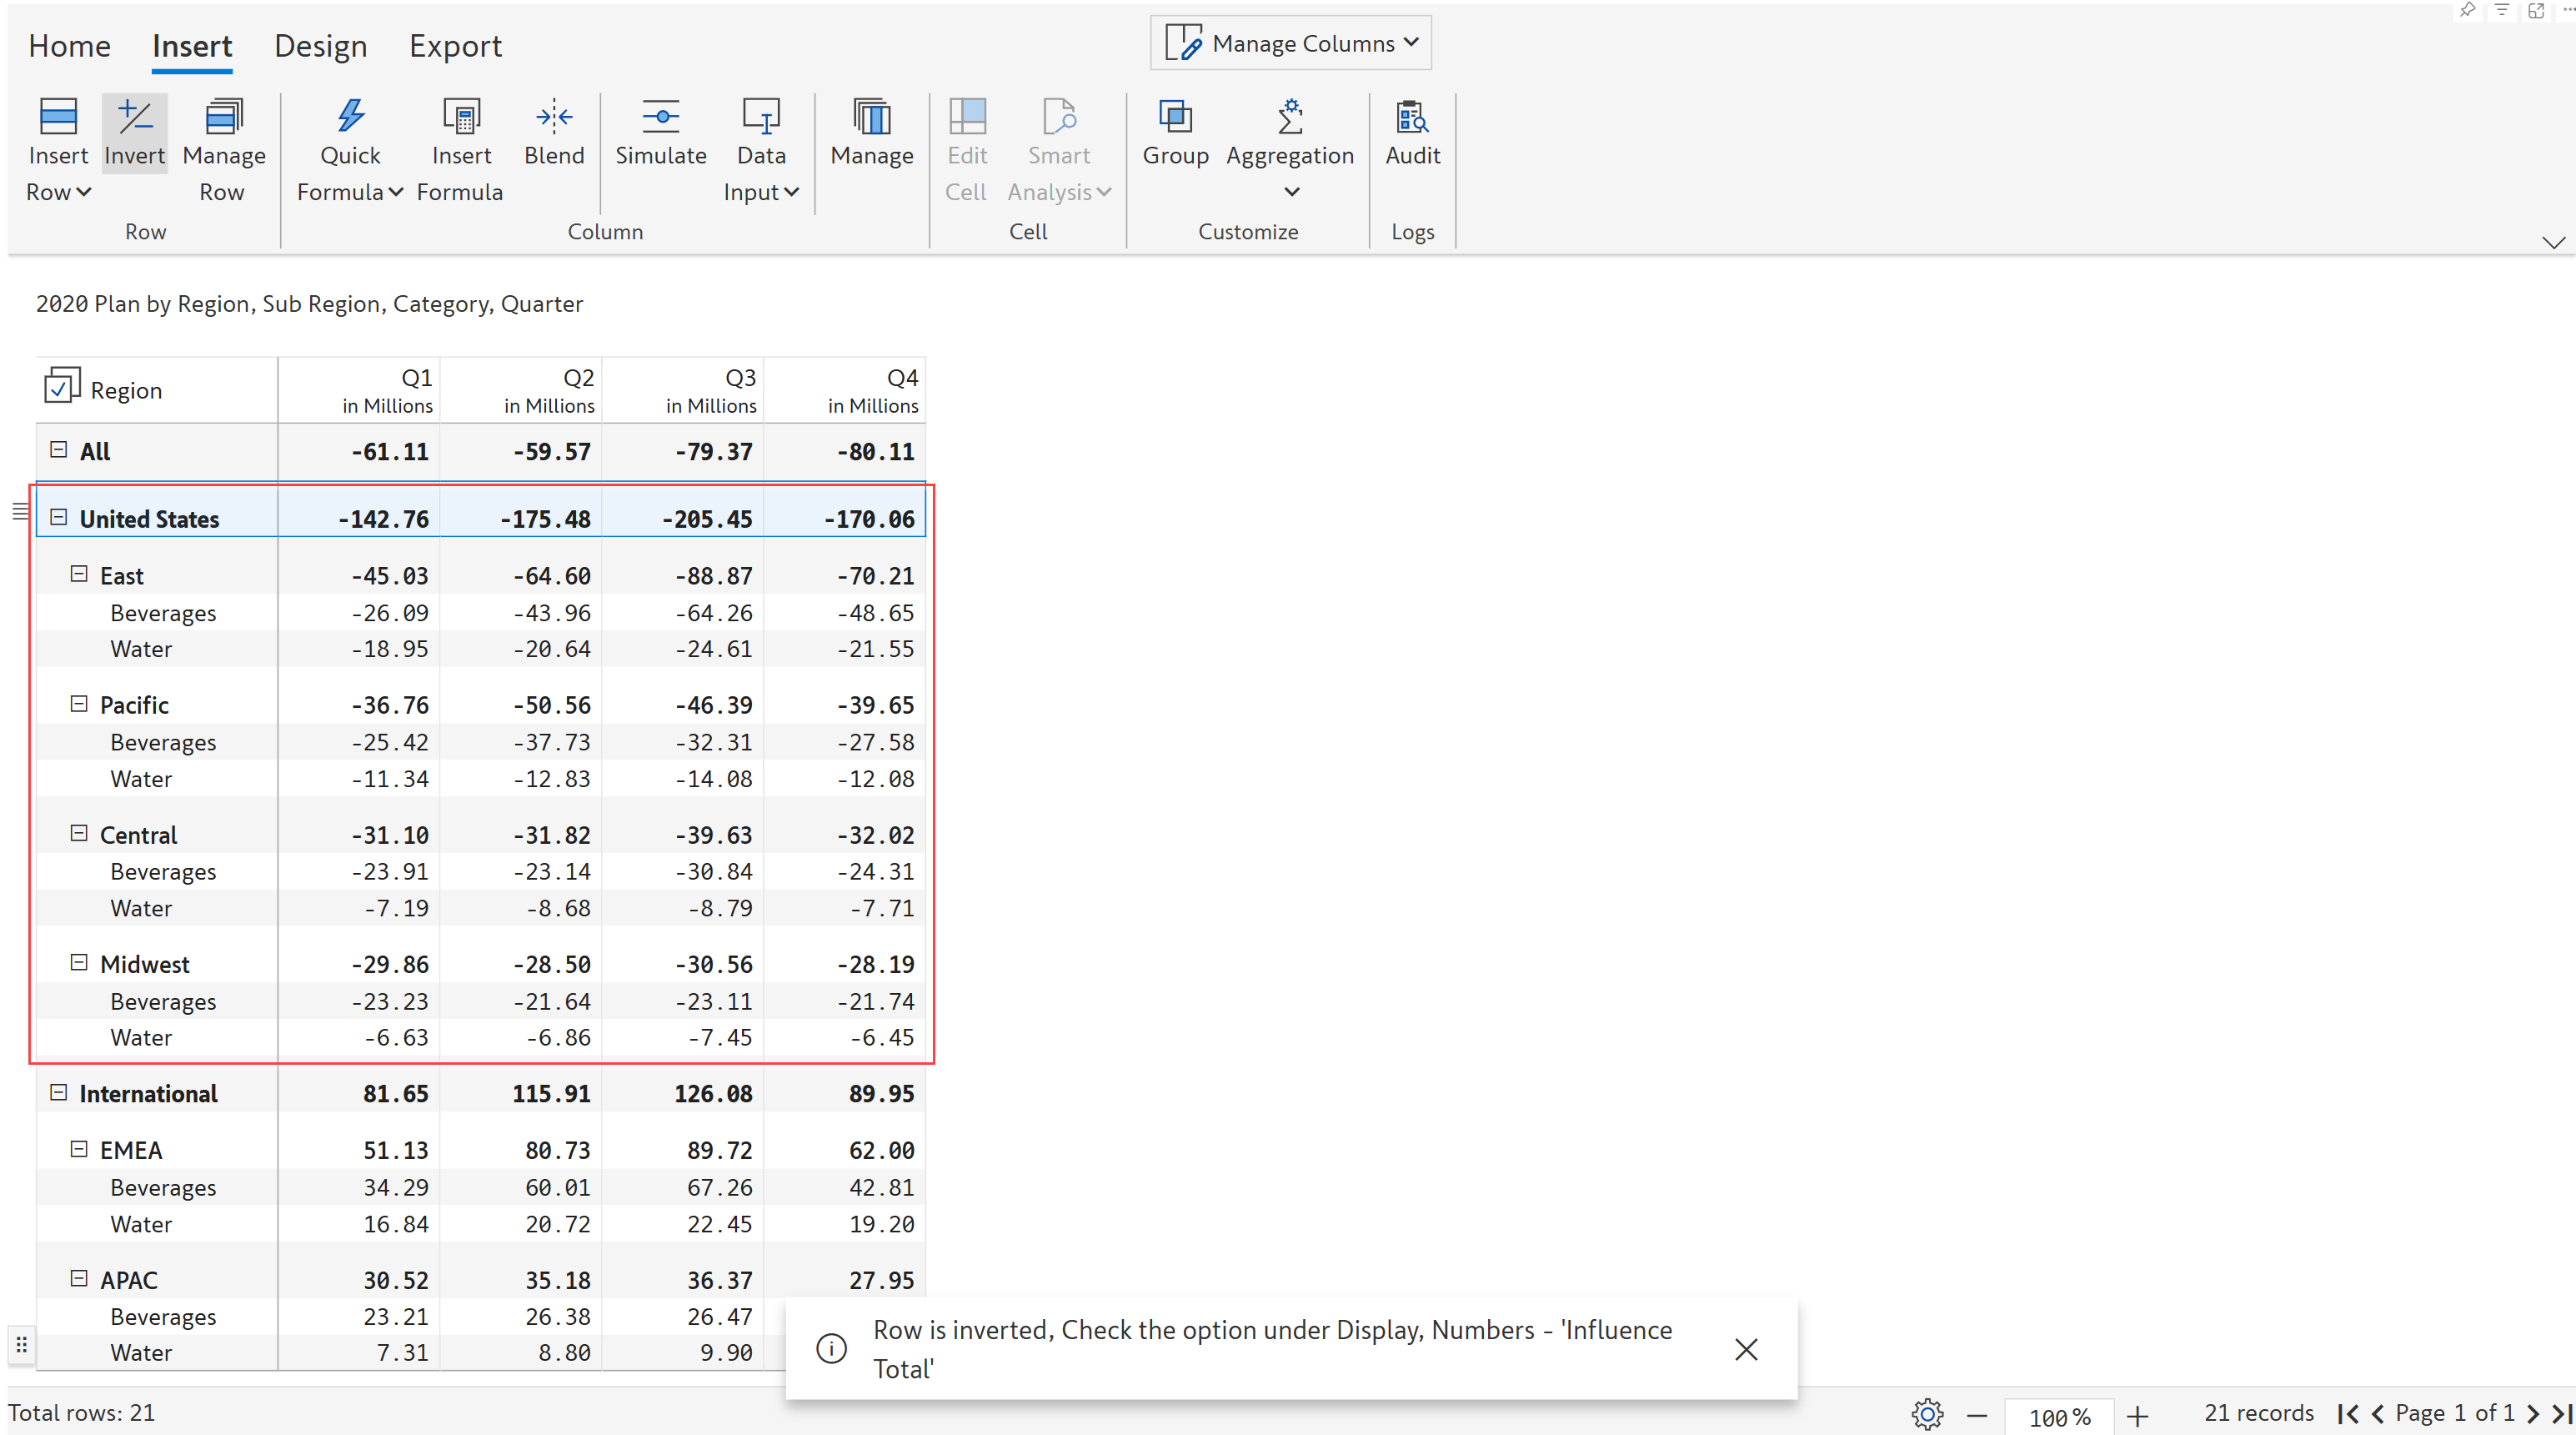 Home Insert Design Export Manage Columns
Insert Row Invert Manage Row Quick Formula Insert Formula Blend Simulate Data Input Manage Edit Cell Smart Analysis Group Aggregation Audit
Row Column Cell Customize Logs
2020 Plan by Region, Sub Region, Category, Quarter
Region Q1 Q2 Q3 Q4
in Millions in Millions in Millions in Millions
All -61.11 -59.57 -79.37 -80.11
United States -142.76 -175.48 -205.45 -170.06
East -45.03 -64.60 -88.87 -70.21
Beverages -26.09 -43.96 -64.26 -48.65
Water -18.95 -20.64 -24.61 -21.55
Pacific -36.76 -50.56 -46.39 -39.65
Beverages -25.42 -37.73 -32.31 -27.58
Water -11.34 -12.83 -14.08 -12.08
Central -31.10 -31.82 -39.63 -32.02
Beverages -23.91 -23.14 -30.84 -24.31
Water -7.19 -8.68 -8.79 -7.71
Midwest -29.86 -28.50 -30.56 -28.19
Beverages -23.23 -21.64 -23.11 -21.74
Water -6.63 -6.86 -7.45 -6.45
International 81.65 115.91 126.08 89.95
EMEA 51.13 80.73 89.72 62.00
Beverages 34.29 60.01 67.26 42.81
Water 16.84 20.72 22.45 19.20
APAC 30.52 35.18 36.37 27.95
Beverages 23.21 26.38 26.47
Water 7.31 8.80 9.90
Row is inverted, Check the option under Display, Numbers - 'Influence
Total'
Total rows: 21 100 % 21 records Page 1 of 1